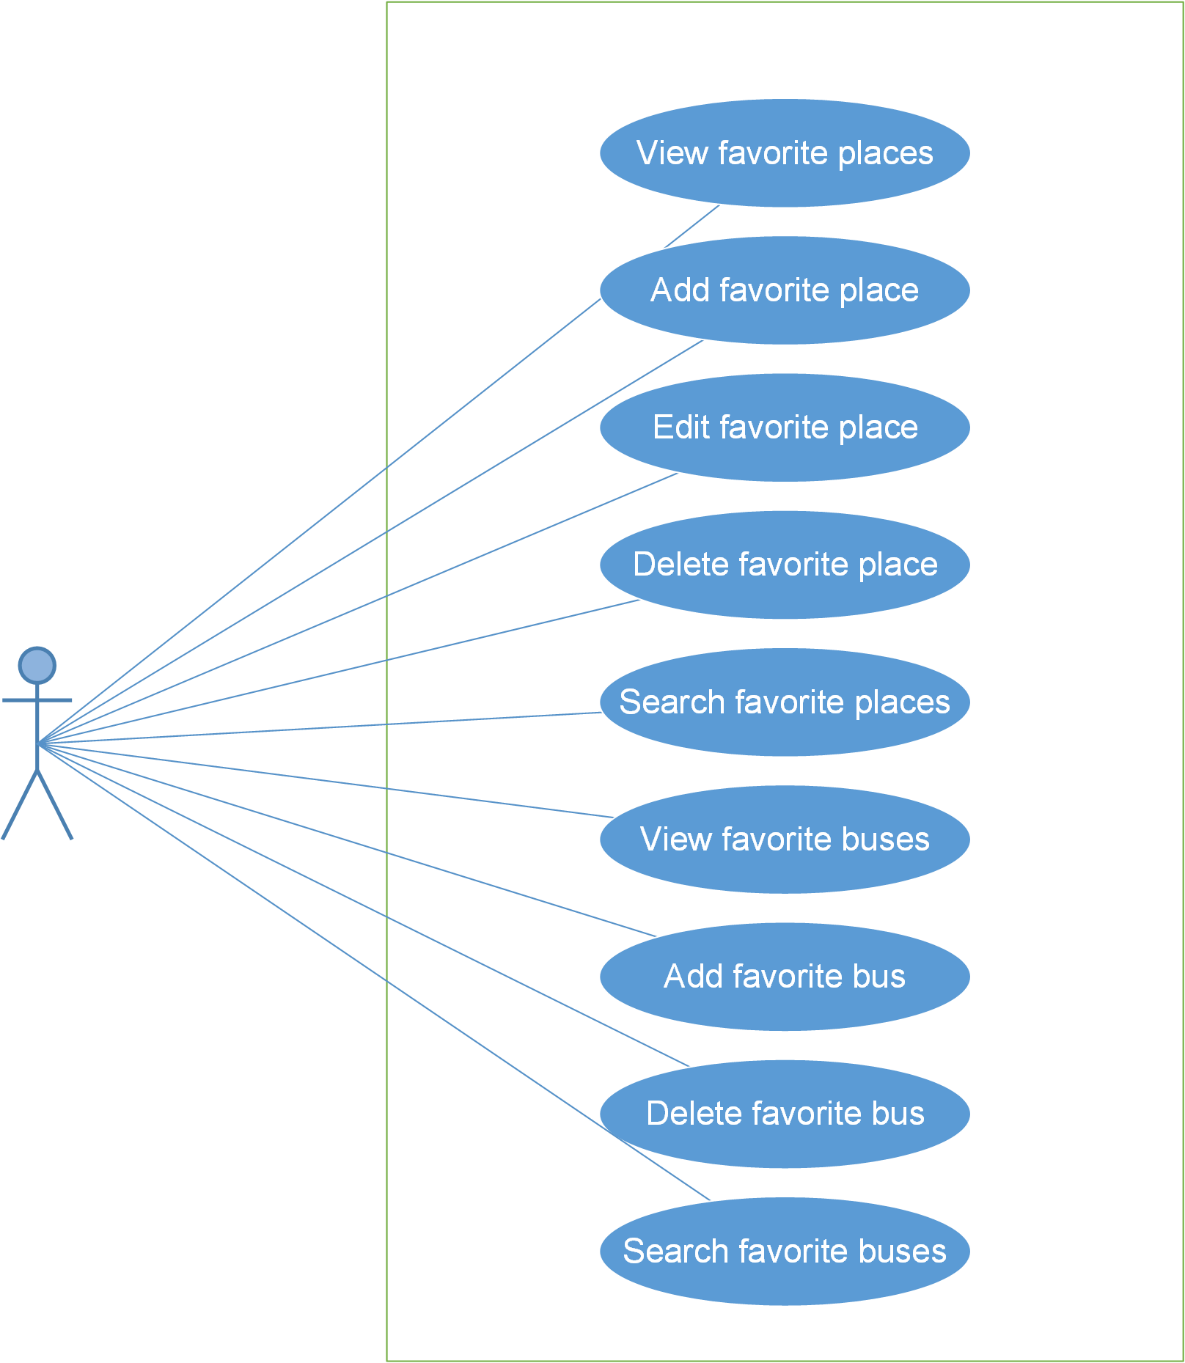 View favorite places
Add favorite place
Edit favorite place
Delete favorite place
Search favorite places
View favorite buses
Add favorite bus
Delete favorite bus
Search favorite buses